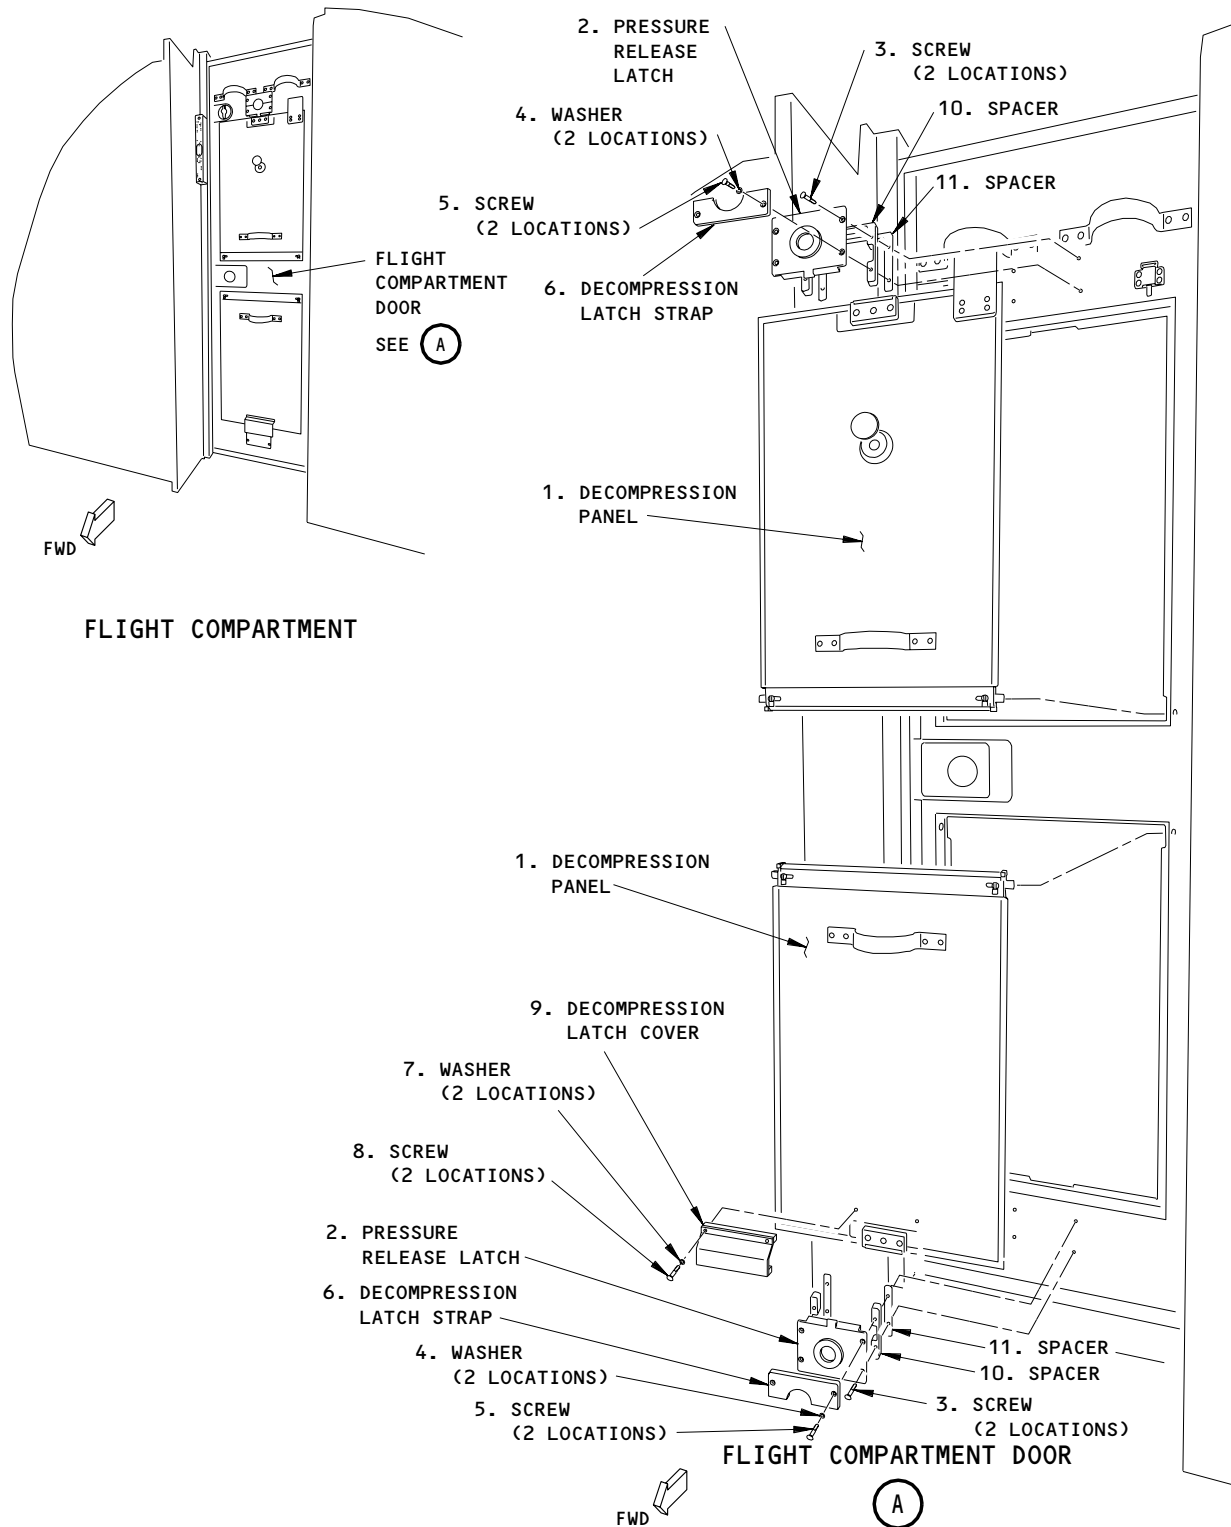 2. PRESSURE
RELEASE
LATCH
3. SCREW
(2 LOCATIONS)
4. WASHER
(2 LOCATIONS)
10. SPACER
11. SPACER
5. SCREW
(2 LOCATIONS)
6. DECOMPRESSION
LATCH STRAP
FLIGHT
COMPARTMENT
DOOR
SEE A
1. DECOMPRESSION
PANEL
FWD
FLIGHT COMPARTMENT
1. DECOMPRESSION
PANEL
9. DECOMPRESSION
LATCH COVER
7. WASHER
(2 LOCATIONS)
8. SCREW
(2 LOCATIONS)
2. PRESSURE
RELEASE LATCH
6. DECOMPRESSION
LATCH STRAP
4. WASHER
(2 LOCATIONS)
5. SCREW
(2 LOCATIONS)
11. SPACER
10. SPACER
3. SCREW
(2 LOCATIONS)
FLIGHT COMPARTMENT DOOR
A
FWD